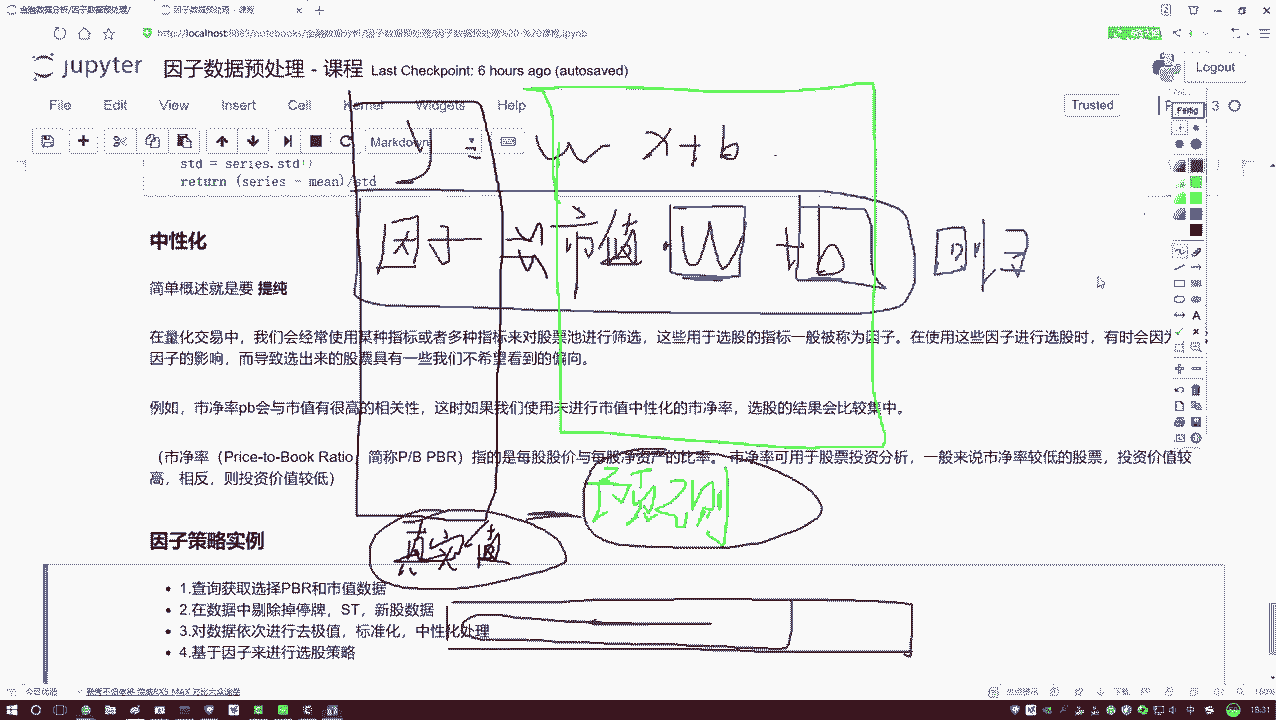 因子数据预处理 - 课程
jupyter 因子数据预处理 - 课程 Last Checkpoint: 6 hours ago (autosaved)
Logout
File Edit View Insert Cell Kernel Widgets Help
Trusted
3
Markdown
y = w x + b
std = series.std()
return (series - mean)/std
中性化
因子 市值 · W + b
简单概述就是要 提纯
在量化交易中，我们会经常使用某种指标或者多种指标来对股票池进行筛选，这些用于选股的指标一般被称为因子。在使用这些因子进行选股时，有时会因为
因子的影响，而导致选出来的股票具有一些我们不希望看到的偏向。
例如，市净率pb会与市值有很高的相关性，这时如果我们使用未进行市值中性化的市净率，选股的结果会比较集中。
（市净率（Price-to-Book Ratio 简称P/B PBR）指的是每股股价与每股净资产的比率。 市净率可用于股票投资分析，一般来说市净率较低的股票，投资价值较
高，相反，则投资价值较低）
预测
真实值
因子策略实例
1.查询获取选择PBR和市值数据
2.在数据中剔除掉停牌，ST，新股数据
3.对数据依次进行去极值，标准化，中性化处理
4.基于因子来进行选股策略